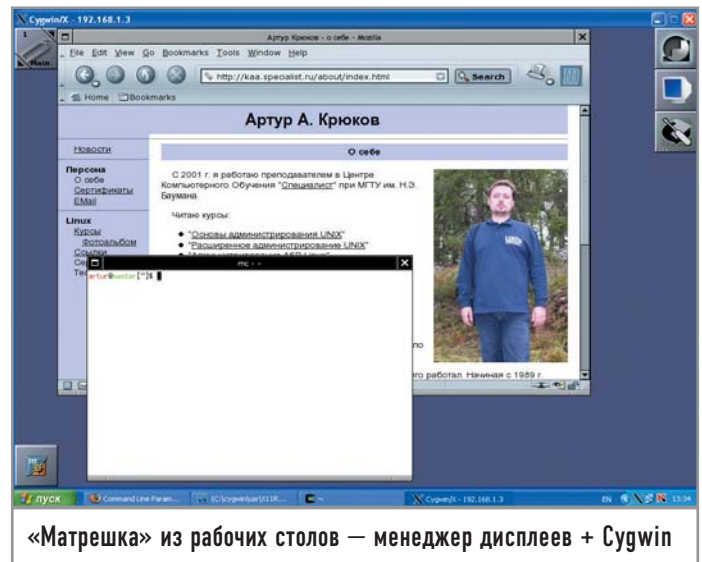 Cygwin/X - 192.168.1.3
1
Main
Артур Крюков - о себе - Mozilla
File Edit View Go Bookmarks Tools Window Help
http://kaa.specialist.ru/about/index.html
Search
Home Bookmarks
Артур А. Крюков
Новости
Персона
О себе
Сертификаты
EMail
Linux
Курсы
Фотоальбом
Ссылки
О себе
С 2001 г. я работаю преподавателем в Центре
Компьютерного Обучения "Специалист" при МГТУ им. Н.Э.
Баумана.
Читаю курсы:
"Основы администрирования UNIX"
"Расширенное администрирование UNIX"
mc - ~
artur@master[~]$
по
его работал. Начиная с 1989 г.
пуск
Command Line Param...
Cygwin/X - 192.168.1.3
EN
13:34
«Матрешка» из рабочих столов — менеджер дисплеев + Cygwin